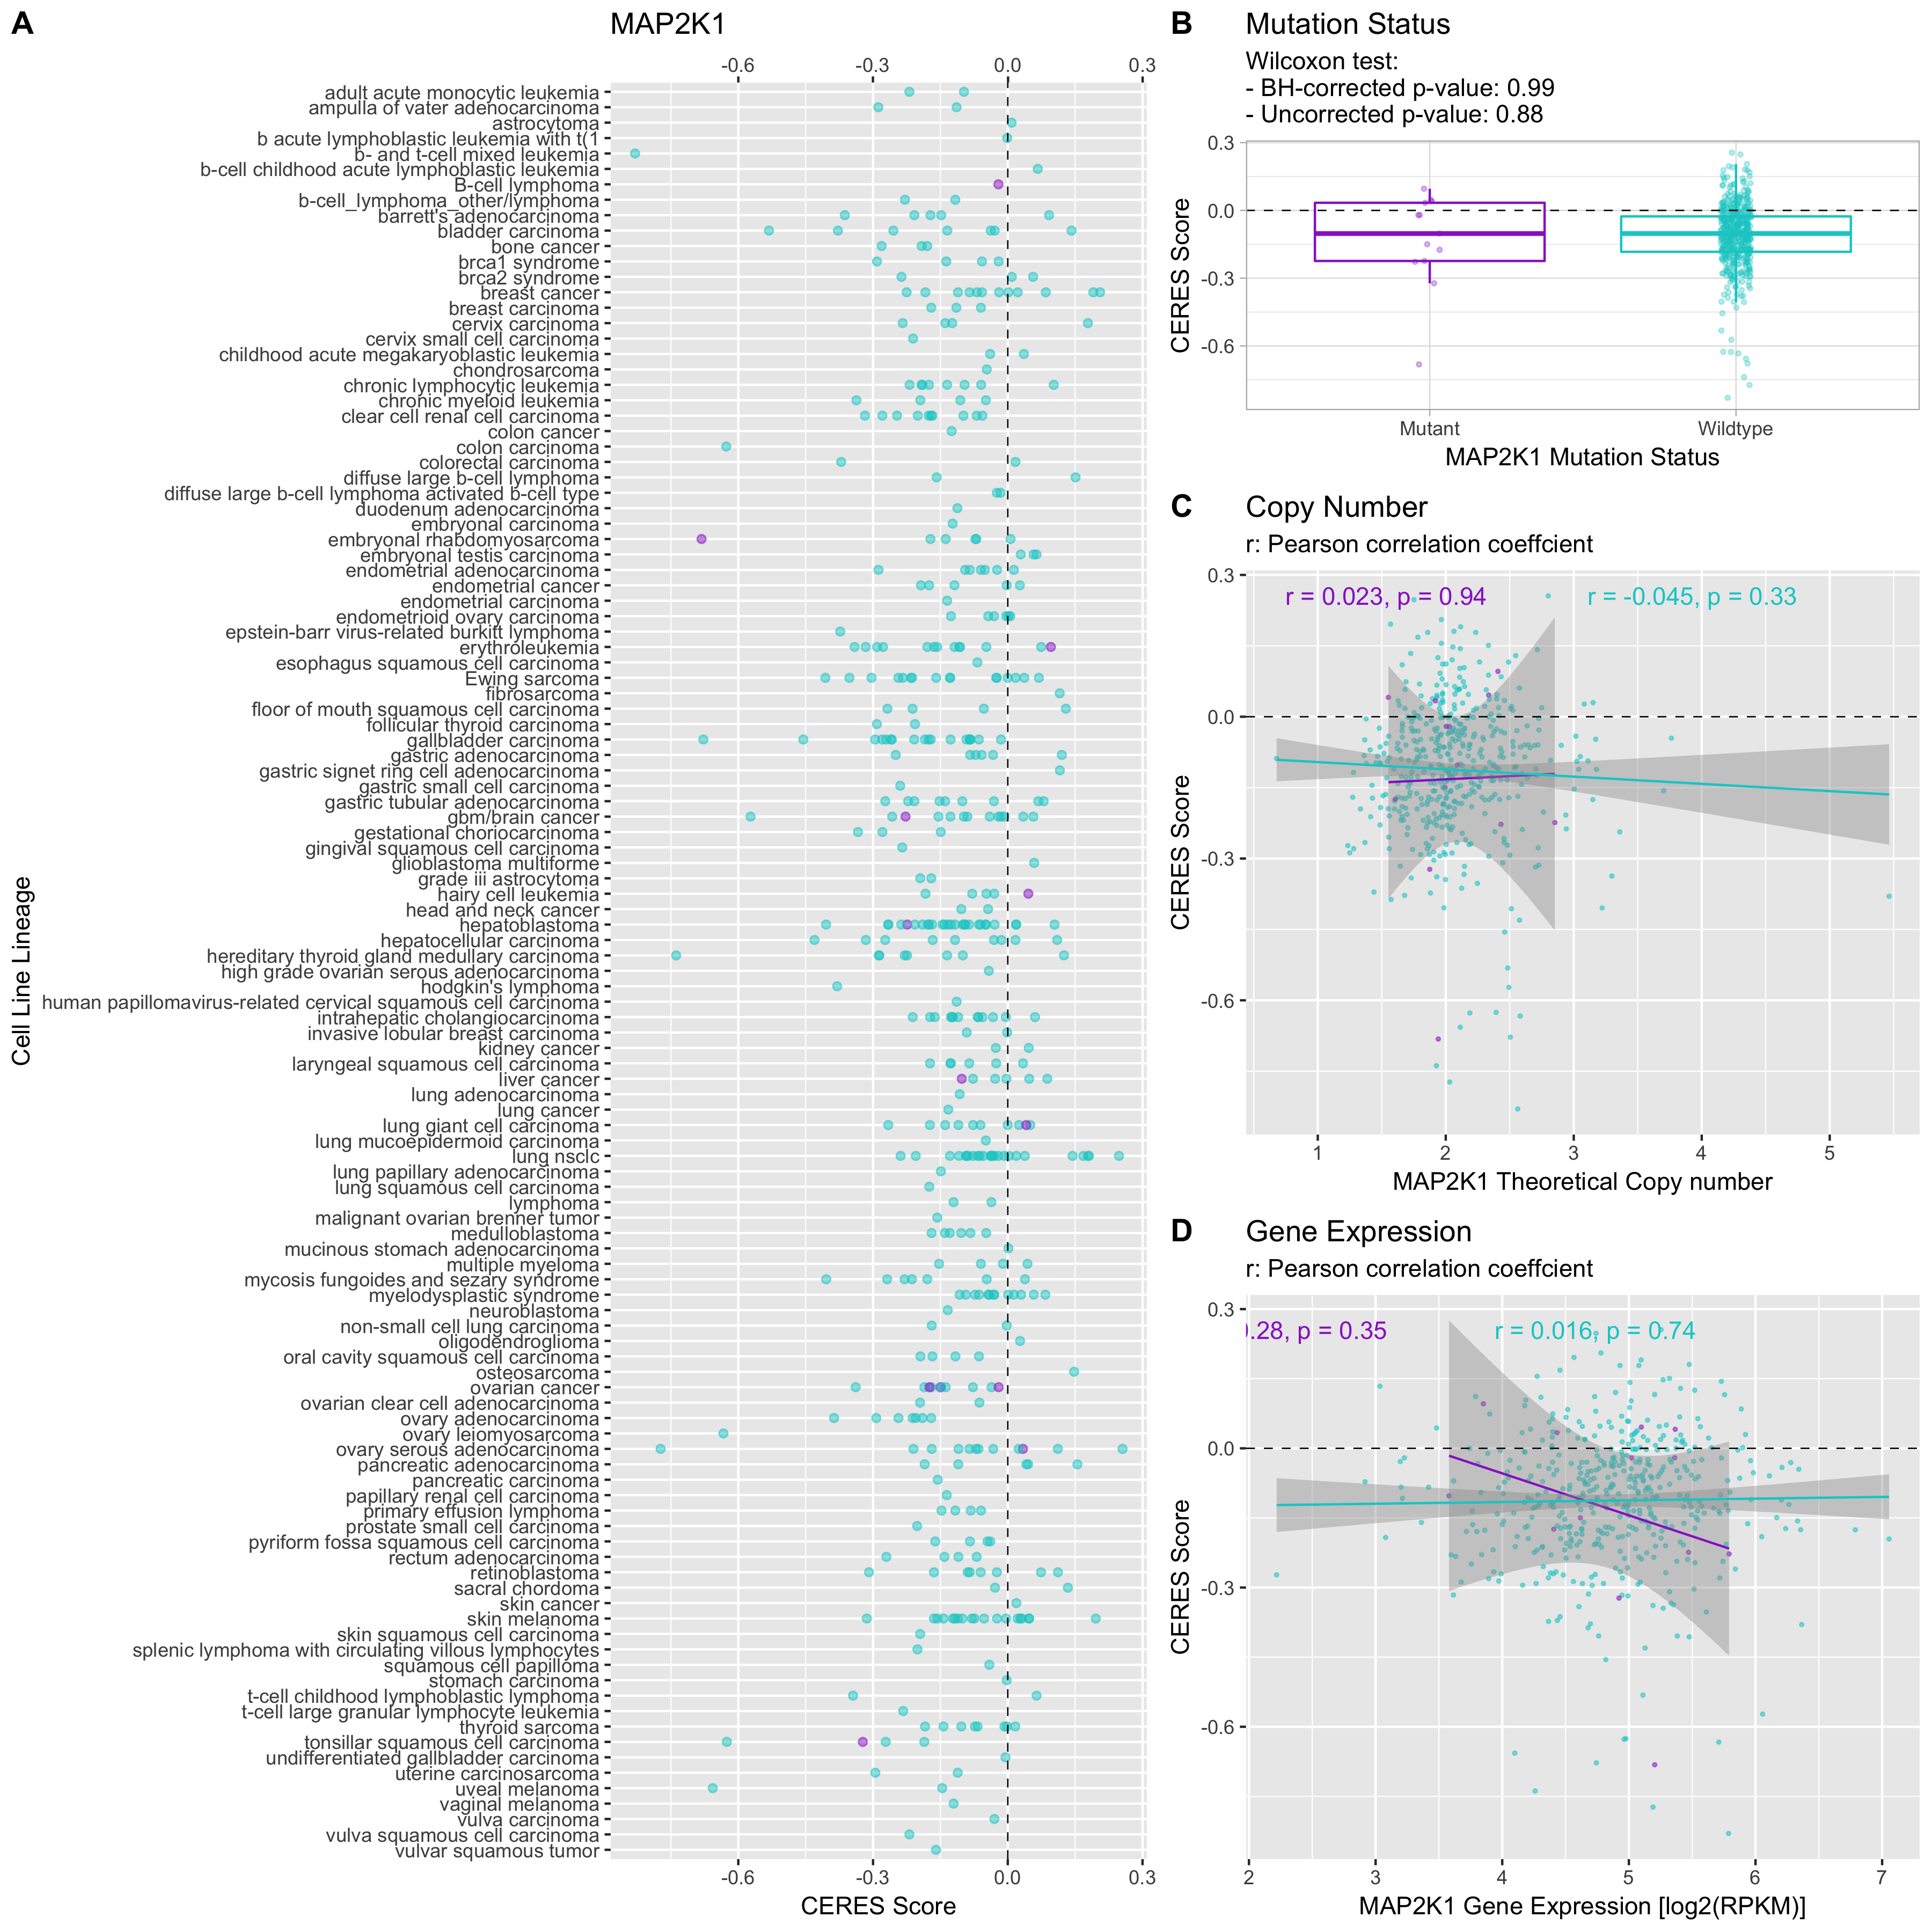 A
MAP2K1
-0.6 -0.3 0.0 0.3
adult acute monocytic leukemia
ampulla of vater adenocarcinoma
astrocytoma
b acute lymphoblastic leukemia with t(1
b- and t-cell mixed leukemia
b-cell childhood acute lymphoblastic leukemia
B-cell lymphoma
b-cell_lymphoma_other/lymphoma
barrett's adenocarcinoma
bladder carcinoma
bone cancer
brca1 syndrome
brca2 syndrome
breast cancer
breast carcinoma
cervix carcinoma
cervix small cell carcinoma
childhood acute megakaryoblastic leukemia
chondrosarcoma
chronic lymphocytic leukemia
chronic myeloid leukemia
clear cell renal cell carcinoma
colon cancer
colon carcinoma
colorectal carcinoma
diffuse large b-cell lymphoma
diffuse large b-cell lymphoma activated b-cell type
duodenum adenocarcinoma
embryonal carcinoma
embryonal rhabdomyosarcoma
embryonal testis carcinoma
endometrial adenocarcinoma
endometrial cancer
endometrial carcinoma
endometrioid ovary carcinoma
epstein-barr virus-related burkitt lymphoma
erythroleukemia
esophagus squamous cell carcinoma
Ewing sarcoma
fibrosarcoma
floor of mouth squamous cell carcinoma
follicular thyroid carcinoma
gallbladder carcinoma
gastric adenocarcinoma
gastric signet ring cell adenocarcinoma
gastric small cell carcinoma
gastric tubular adenocarcinoma
gbm/brain cancer
gestational choriocarcinoma
gingival squamous cell carcinoma
glioblastoma multiforme
grade iii astrocytoma
hairy cell leukemia
head and neck cancer
hepatoblastoma
hepatocellular carcinoma
hereditary thyroid gland medullary carcinoma
high grade ovarian serous adenocarcinoma
hodgkin's lymphoma
human papillomavirus-related cervical squamous cell carcinoma
intrahepatic cholangiocarcinoma
invasive lobular breast carcinoma
kidney cancer
laryngeal squamous cell carcinoma
liver cancer
lung adenocarcinoma
lung cancer
lung giant cell carcinoma
lung mucoepidermoid carcinoma
lung nsclc
lung papillary adenocarcinoma
lung squamous cell carcinoma
lymphoma
malignant ovarian brenner tumor
medulloblastoma
mucinous stomach adenocarcinoma
multiple myeloma
mycosis fungoides and sezary syndrome
myelodysplastic syndrome
neuroblastoma
non-small cell lung carcinoma
oligodendroglioma
oral cavity squamous cell carcinoma
osteosarcoma
ovarian cancer
ovarian clear cell adenocarcinoma
ovary adenocarcinoma
ovary leiomyosarcoma
ovary serous adenocarcinoma
pancreatic adenocarcinoma
pancreatic carcinoma
papillary renal cell carcinoma
primary effusion lymphoma
prostate small cell carcinoma
pyriform fossa squamous cell carcinoma
rectum adenocarcinoma
retinoblastoma
sacral chordoma
skin cancer
skin melanoma
skin squamous cell carcinoma
splenic lymphoma with circulating villous lymphocytes
squamous cell papilloma
stomach carcinoma
t-cell childhood lymphoblastic lymphoma
t-cell large granular lymphocyte leukemia
thyroid sarcoma
tonsillar squamous cell carcinoma
undifferentiated gallbladder carcinoma
uterine carcinosarcoma
uveal melanoma
vaginal melanoma
vulva carcinoma
vulva squamous cell carcinoma
vulvar squamous tumor
-0.6 -0.3 0.0 0.3
CERES Score
Cell Line Lineage
B
Mutation Status
Wilcoxon test:
- BH-corrected p-value: 0.99
- Uncorrected p-value: 0.88
0.3
0.0
-0.3
-0.6
CERES Score
Mutant Wildtype
MAP2K1 Mutation Status
C
Copy Number
r: Pearson correlation coeffcient
r = 0.023, p = 0.94 r = -0.045, p = 0.33
0.3
0.0
-0.3
-0.6
CERES Score
1 2 3 4 5
MAP2K1 Theoretical Copy number
D
Gene Expression
r: Pearson correlation coeffcient
.28, p = 0.35 r = 0.016, p = 0.74
0.3
0.0
-0.3
-0.6
CERES Score
2 3 4 5 6 7
MAP2K1 Gene Expression [log2(RPKM)]